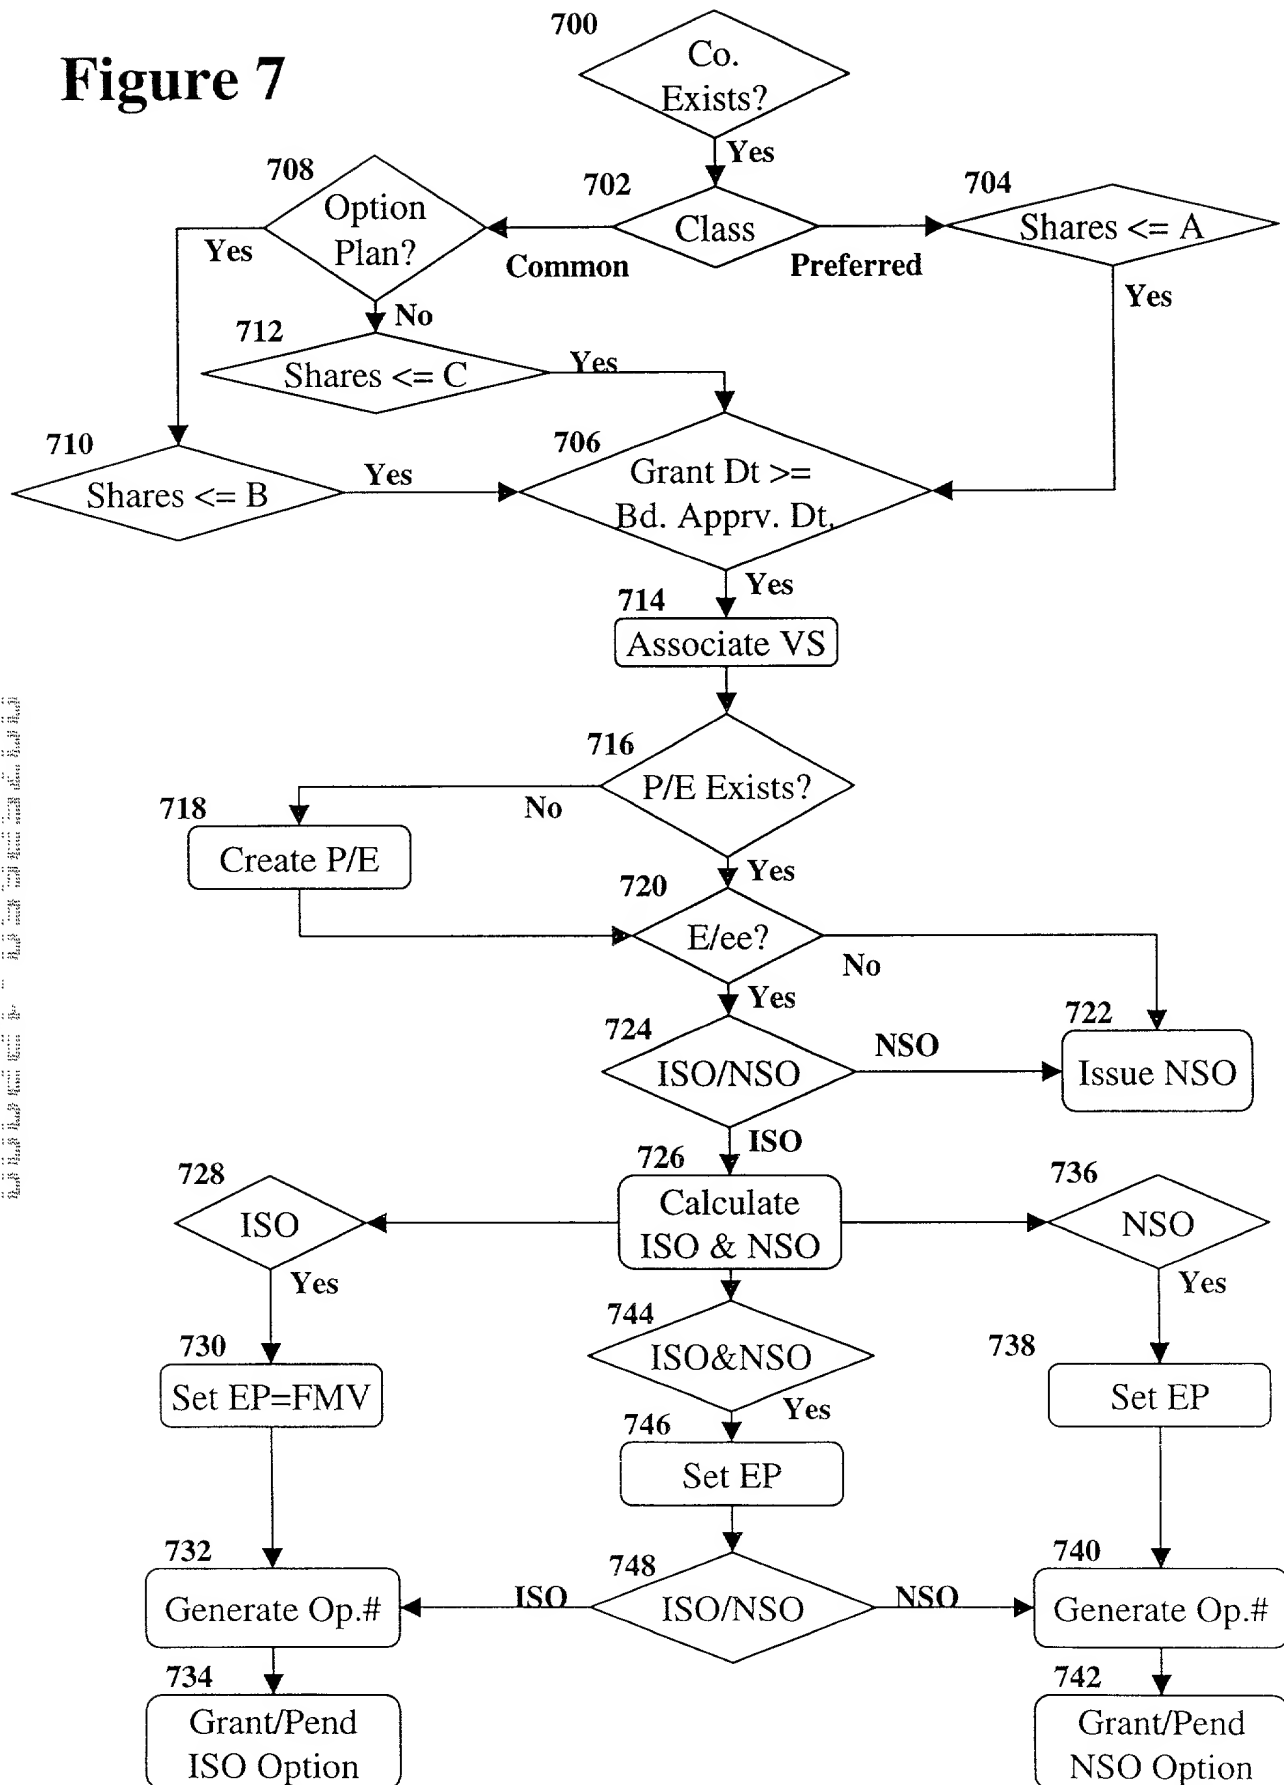 Figure 7
700
Co.
Exists?
Yes
708
Option
Plan?
702
Class
704
Shares <= A
Yes
Common
Preferred
Yes
No
712
Shares <= C
Yes
710
Shares <= B
Yes
706
Grant Dt >=
Bd. Apprv. Dt.
Yes
714
Associate VS
716
P/E Exists?
No
718
Create P/E
Yes
720
E/ee?
No
Yes
724
ISO/NSO
NSO
722
Issue NSO
ISO
726
Calculate
ISO & NSO
728
ISO
Yes
736
NSO
Yes
744
ISO&NSO
Yes
730
Set EP=FMV
738
Set EP
746
Set EP
732
Generate Op.#
748
ISO/NSO
ISO
NSO
740
Generate Op.#
734
Grant/Pend
ISO Option
742
Grant/Pend
NSO Option